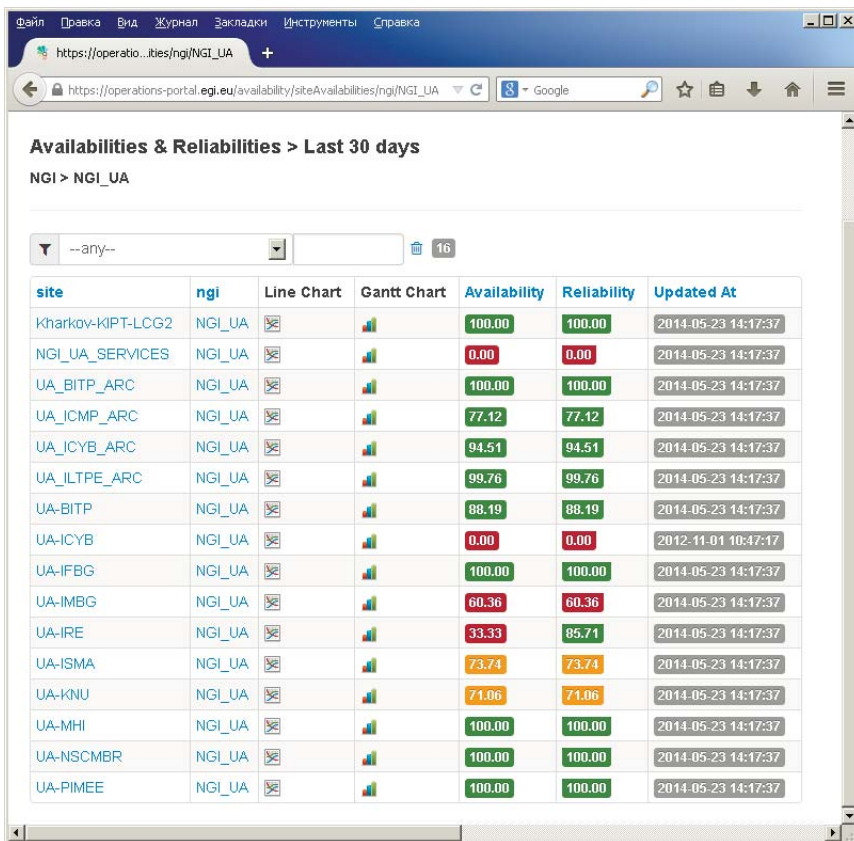 Файл Правка Вид Журнал Закладки Инструменты Справка
https://operatio...ities/ngi/NGI_UA +
https://operations-portal.egi.eu/availability/siteAvailabilities/ngi/NGI_UA 8 Google
Availabilities & Reliabilities > Last 30 days
NGI > NGI_UA
--any-- 16
site ngi Line Chart Gantt Chart Availability Reliability Updated At
Kharkov-KIPT-LCG2 NGI_UA 100.00 100.00 2014-05-23 14:17:37
NGI_UA_SERVICES NGI_UA 0.00 0.00 2014-05-23 14:17:37
UA_BITP_ARC NGI_UA 100.00 100.00 2014-05-23 14:17:37
UA_ICMP_ARC NGI_UA 77.12 77.12 2014-05-23 14:17:37
UA_ICYB_ARC NGI_UA 94.51 94.51 2014-05-23 14:17:37
UA_ILTPE_ARC NGI_UA 99.76 99.76 2014-05-23 14:17:37
UA-BITP NGI_UA 88.19 88.19 2014-05-23 14:17:37
UA-ICYB NGI_UA 0.00 0.00 2012-11-01 10:47:17
UA-IFBG NGI_UA 100.00 100.00 2014-05-23 14:17:37
UA-IMBG NGI_UA 60.36 60.36 2014-05-23 14:17:37
UA-IRE NGI_UA 33.33 85.71 2014-05-23 14:17:37
UA-ISMA NGI_UA 73.74 73.74 2014-05-23 14:17:37
UA-KNU NGI_UA 71.06 71.06 2014-05-23 14:17:37
UA-MHI NGI_UA 100.00 100.00 2014-05-23 14:17:37
UA-NSCMBR NGI_UA 100.00 100.00 2014-05-23 14:17:37
UA-PIMEE NGI_UA 100.00 100.00 2014-05-23 14:17:37